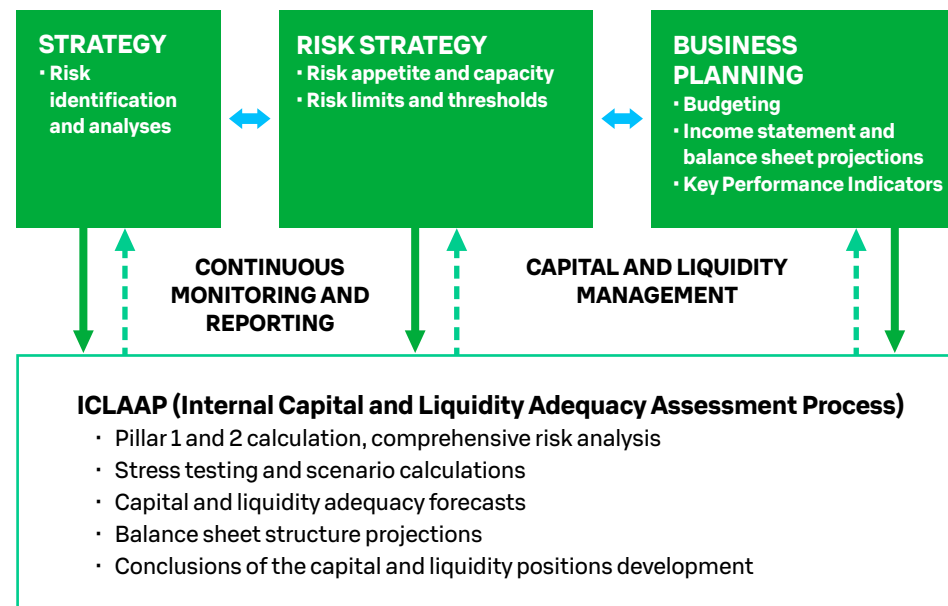 STRATEGY
· Risk
identification
and analyses
RISK STRATEGY
· Risk appetite and capacity
· Risk limits and thresholds
BUSINESS
PLANNING
· Budgeting
· Income statement and
balance sheet projections
· Key Performance Indicators
CONTINUOUS
MONITORING AND
REPORTING
CAPITAL AND LIQUIDITY
MANAGEMENT
ICLAAP (Internal Capital and Liquidity Adequacy Assessment Process)
· Pillar 1 and 2 calculation, comprehensive risk analysis
· Stress testing and scenario calculations
· Capital and liquidity adequacy forecasts
· Balance sheet structure projections
· Conclusions of the capital and liquidity positions development